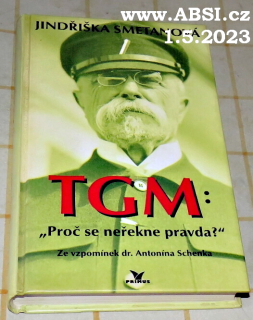 www.ABSI.cz
JINDŘIŠKA SMETANOVÁ
1.5.2023
TGM:
„Proč se neřekne pravda?“
Ze vzpomínek dr. Antonína Schenka
PRIMUS